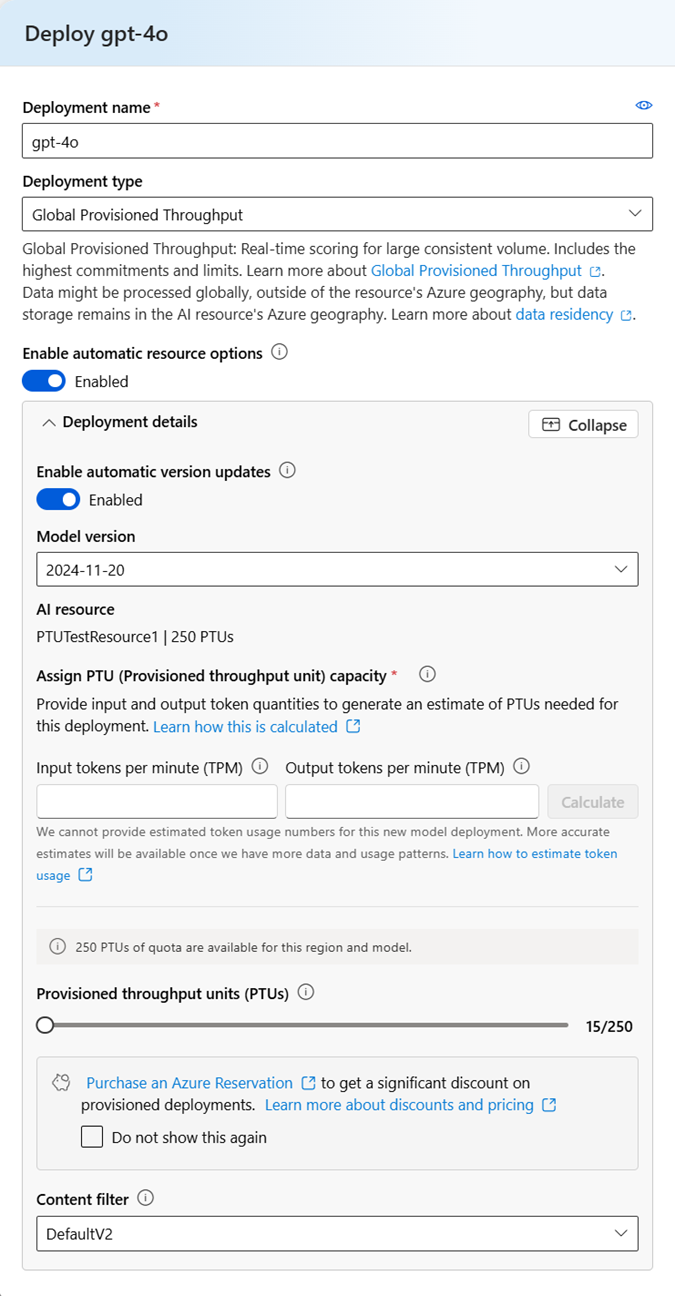 Deploy gpt-4o
Deployment name *
gpt-4o
Deployment type
Global Provisioned Throughput
Global Provisioned Throughput: Real-time scoring for large consistent volume. Includes the
highest commitments and limits. Learn more about Global Provisioned Throughput.
Data might be processed globally, outside of the resource's Azure geography, but data
storage remains in the AI resource's Azure geography. Learn more about data residency.
Enable automatic resource options
Enabled
Deployment details
Collapse
Enable automatic version updates
Enabled
Model version
2024-11-20
AI resource
PTUTestResource1 | 250 PTUs
Assign PTU (Provisioned throughput unit) capacity *
Provide input and output token quantities to generate an estimate of PTUs needed for
this deployment. Learn how this is calculated
Input tokens per minute (TPM) Output tokens per minute (TPM)
Calculate
We cannot provide estimated token usage numbers for this new model deployment. More accurate
estimates will be available once we have more data and usage patterns. Learn how to estimate token
usage
250 PTUs of quota are available for this region and model.
Provisioned throughput units (PTUs)
15/250
Purchase an Azure Reservation to get a significant discount on
provisioned deployments. Learn more about discounts and pricing
Do not show this again
Content filter
DefaultV2